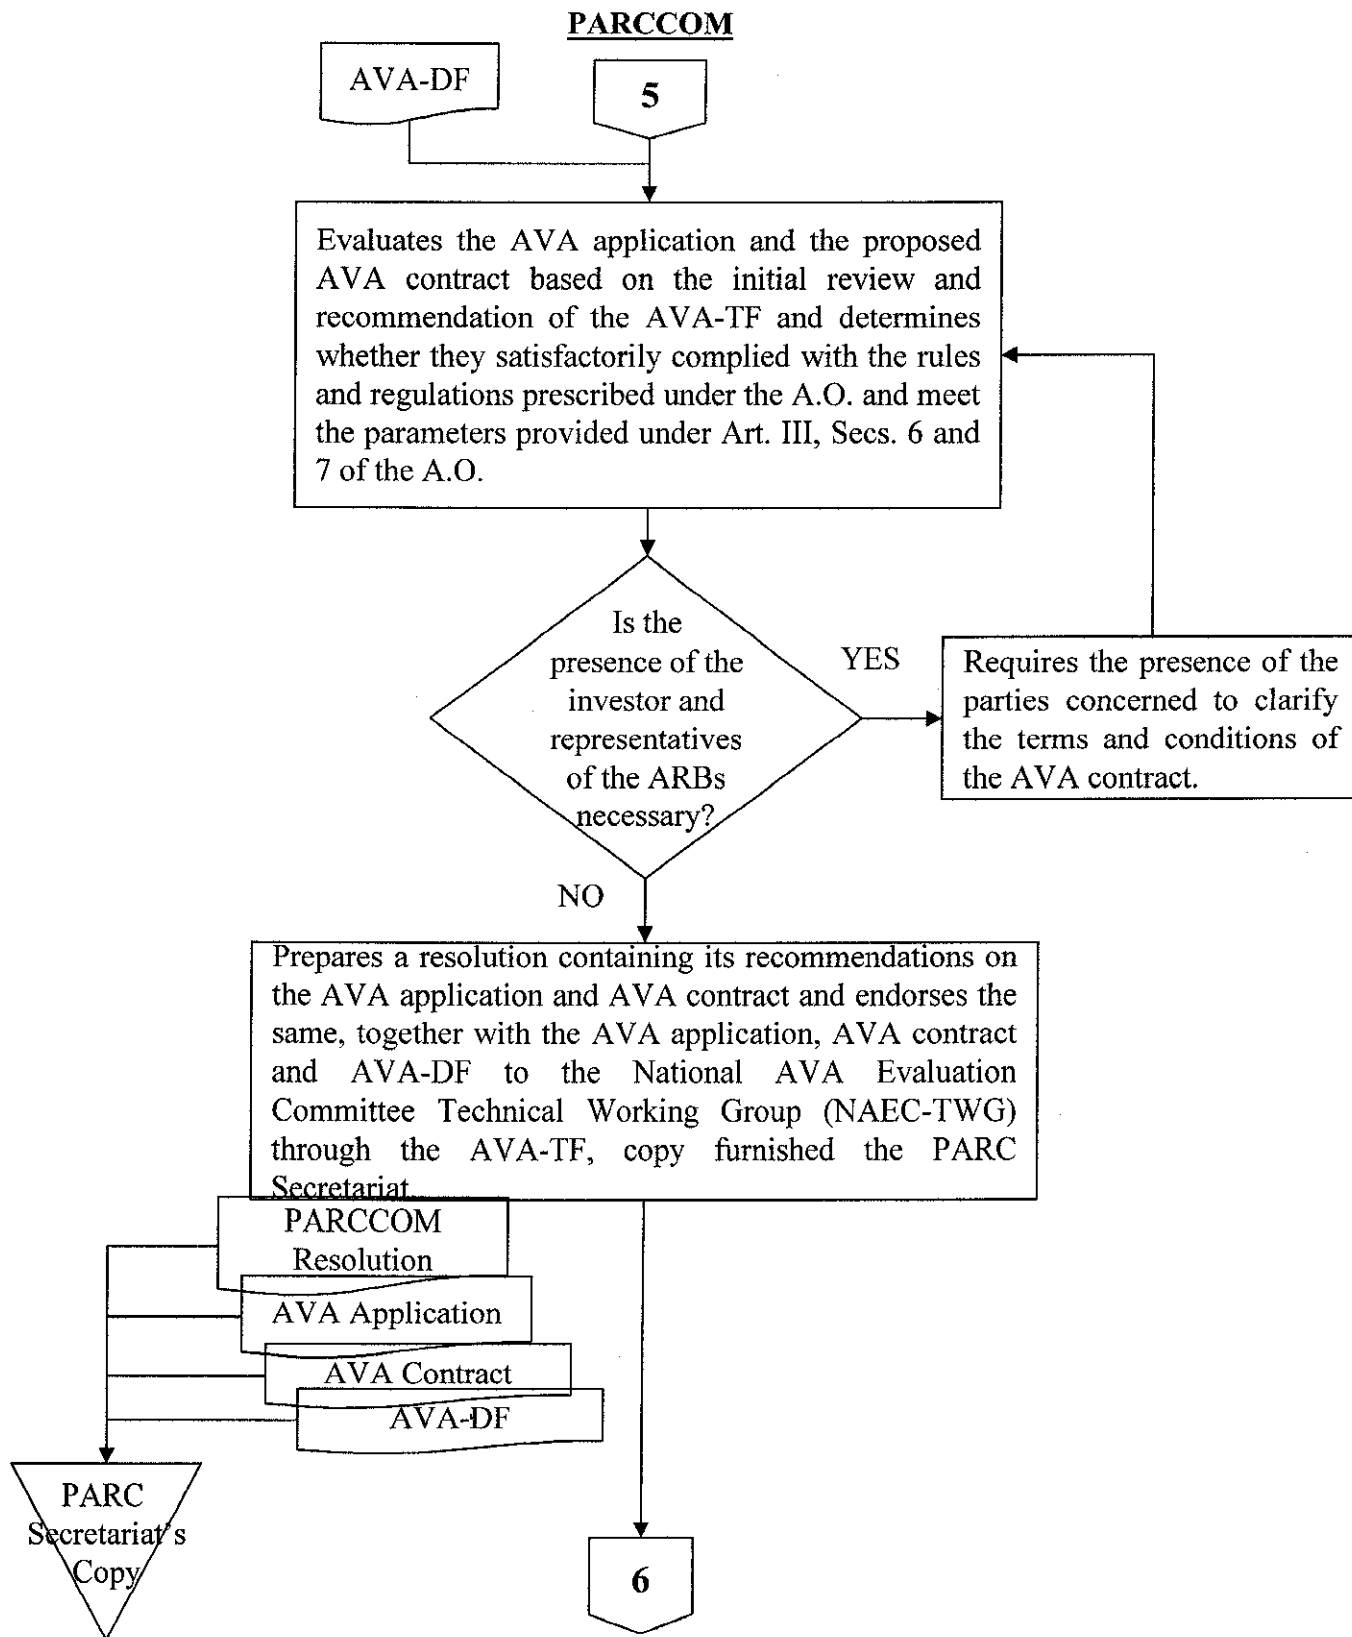 PARCCOM
AVA-DF
5
Evaluates the AVA application and the proposed
AVA contract based on the initial review and
recommendation of the AVA-TF and determines
whether they satisfactorily complied with the rules
and regulations prescribed under the A.O. and meet
the parameters provided under Art. III, Secs. 6 and
7 of the A.O.
Is the
presence of the
investor and
representatives
of the ARBs
necessary?
YES
Requires the presence of the
parties concerned to clarify
the terms and conditions of
the AVA contract.
NO
Prepares a resolution containing its recommendations on
the AVA application and AVA contract and endorses the
same, together with the AVA application, AVA contract
and AVA-DF to the National AVA Evaluation
Committee Technical Working Group (NAEC-TWG)
through the AVA-TF, copy furnished the PARC
Secretariat.
PARCCOM
Resolution
AVA Application
AVA Contract
AVA-DF
PARC
Secretariat's
Copy
6